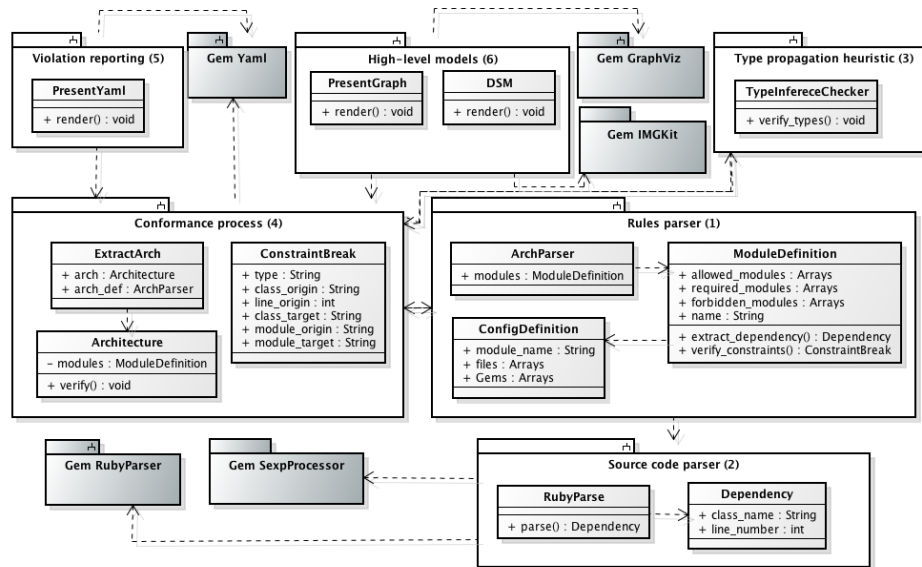 Violation reporting (5)
PresentYaml
+ render() : void
Gem Yaml
High-level models (6)
PresentGraph
+ render() : void
DSM
+ render() : void
Gem GraphViz
Gem IMGKit
Type propagation heuristic (3)
TypeInfereceChecker
+ verify_types() : void
Conformance process (4)
ExtractArch
+ arch : Architecture
+ arch_def : ArchParser
Architecture
- modules : ModuleDefinition
+ verify() : void
ConstraintBreak
+ type : String
+ class_origin : String
+ line_origin : int
+ class_target : String
+ module_origin : String
+ module_target : String
Rules parser (1)
ArchParser
+ modules : ModuleDefinition
ModuleDefinition
+ allowed_modules : Arrays
+ required_modules : Arrays
+ forbidden_modules : Arrays
+ name : String
+ extract_dependency() : Dependency
+ verify_constraints() : ConstraintBreak
ConfigDefinition
+ module_name : String
+ files : Arrays
+ Gems : Arrays
Gem RubyParser
Gem SexpProcessor
Source code parser (2)
RubyParse
+ parse() : Dependency
Dependency
+ class_name : String
+ line_number : int